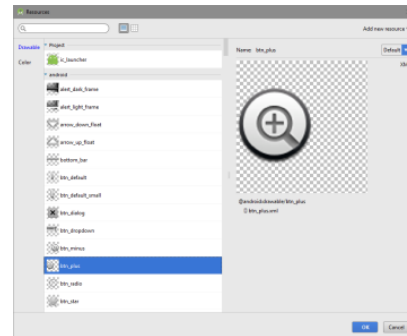 Resources
Add new resource
Drawable
Color
Project
ic_launcher
android
alert_dark_frame
alert_light_frame
arrow_down_float
arrow_up_float
bottom_bar
btn_default
btn_default_small
btn_dialog
btn_dropdown
btn_minus
btn_plus
btn_radio
btn_star
Name: btn_plus
Default
@android:drawable/btn_plus
btn_plus.xml
OK
Cancel